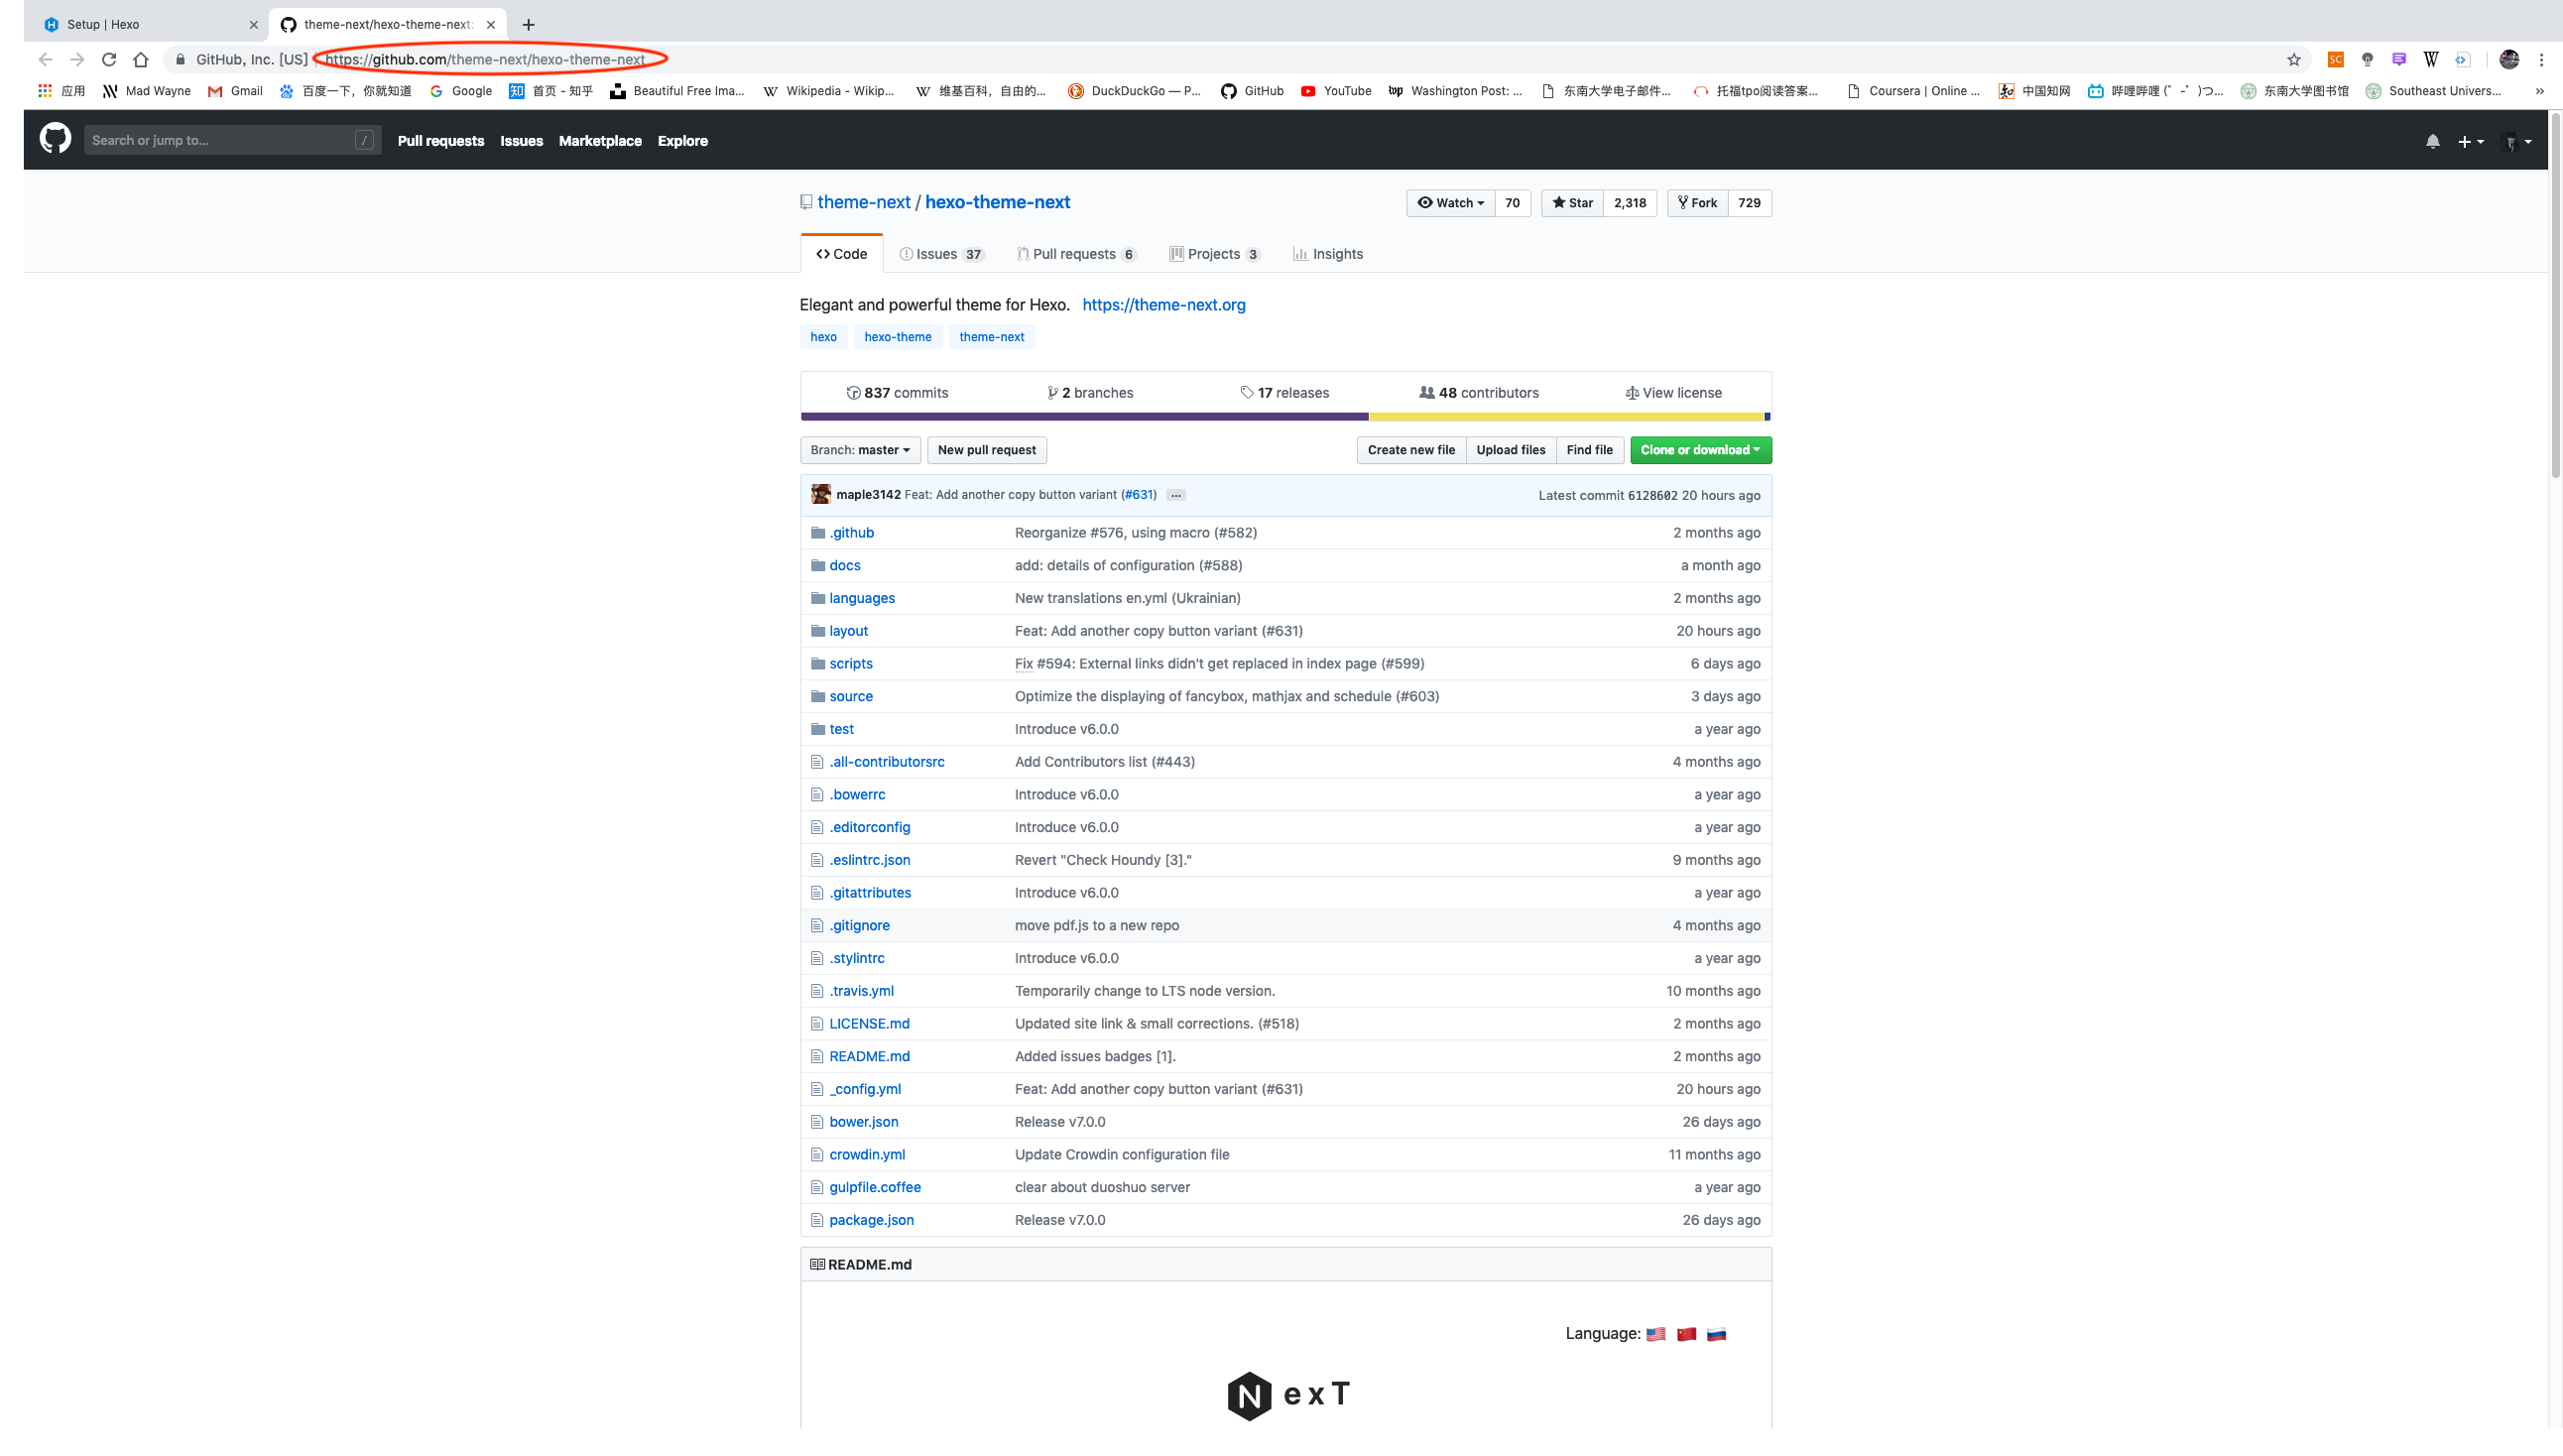 Setup | Hexo
theme-next/hexo-theme-next:
GitHub, Inc. [US] | https://github.com/theme-next/hexo-theme-next
应用 Mad Wayne Gmail 百度一下，你就知道 Google 首页 - 知乎 Beautiful Free Ima... Wikipedia - Wikip... 维基百科，自由的... DuckDuckGo — P... GitHub YouTube Washington Post: ... 东南大学电子邮件... 托福tpo阅读答案... Coursera | Online ... 中国知网 哔哩哔哩 (゜-゜)つ... 东南大学图书馆 Southeast Univers... »
Search or jump to... / Pull requests Issues Marketplace Explore
theme-next / hexo-theme-next Watch 70 Star 2,318 Fork 729
Code Issues 37 Pull requests 6 Projects 3 Insights
Elegant and powerful theme for Hexo. https://theme-next.org
hexo hexo-theme theme-next
837 commits 2 branches 17 releases 48 contributors View license
Branch: master New pull request Create new file Upload files Find file Clone or download
maple3142 Feat: Add another copy button variant (#631) ... Latest commit 6128602 20 hours ago
.github Reorganize #576, using macro (#582) 2 months ago
docs add: details of configuration (#588) a month ago
languages New translations en.yml (Ukrainian) 2 months ago
layout Feat: Add another copy button variant (#631) 20 hours ago
scripts Fix #594: External links didn't get replaced in index page (#599) 6 days ago
source Optimize the displaying of fancybox, mathjax and schedule (#603) 3 days ago
test Introduce v6.0.0 a year ago
.all-contributorsrc Add Contributors list (#443) 4 months ago
.bowerrc Introduce v6.0.0 a year ago
.editorconfig Introduce v6.0.0 a year ago
.eslintrc.json Revert "Check Houndy [3]." 9 months ago
.gitattributes Introduce v6.0.0 a year ago
.gitignore move pdf.js to a new repo 4 months ago
.stylintrc Introduce v6.0.0 a year ago
.travis.yml Temporarily change to LTS node version. 10 months ago
LICENSE.md Updated site link & small corrections. (#518) 2 months ago
README.md Added issues badges [1]. 2 months ago
_config.yml Feat: Add another copy button variant (#631) 20 hours ago
bower.json Release v7.0.0 26 days ago
crowdin.yml Update Crowdin configuration file 11 months ago
gulpfile.coffee clear about duoshuo server a year ago
package.json Release v7.0.0 26 days ago
README.md
Language:
N exT